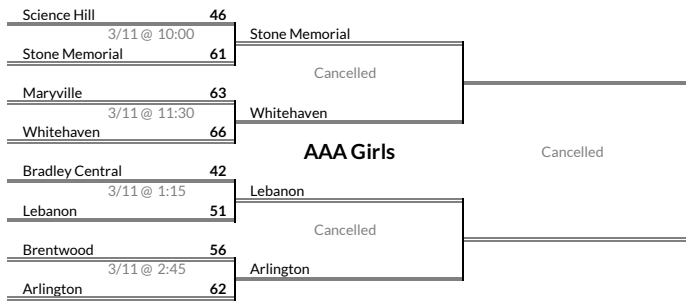 Science Hill 46
3/11 @ 10:00
Stone Memorial 61
Stone Memorial
Cancelled
Maryville 63
3/11 @ 11:30
Whitehaven 66
Whitehaven
AAA Girls
Cancelled
Bradley Central 42
3/11 @ 1:15
Lebanon 51
Lebanon
Cancelled
Brentwood 56
3/11 @ 2:45
Arlington 62
Arlington